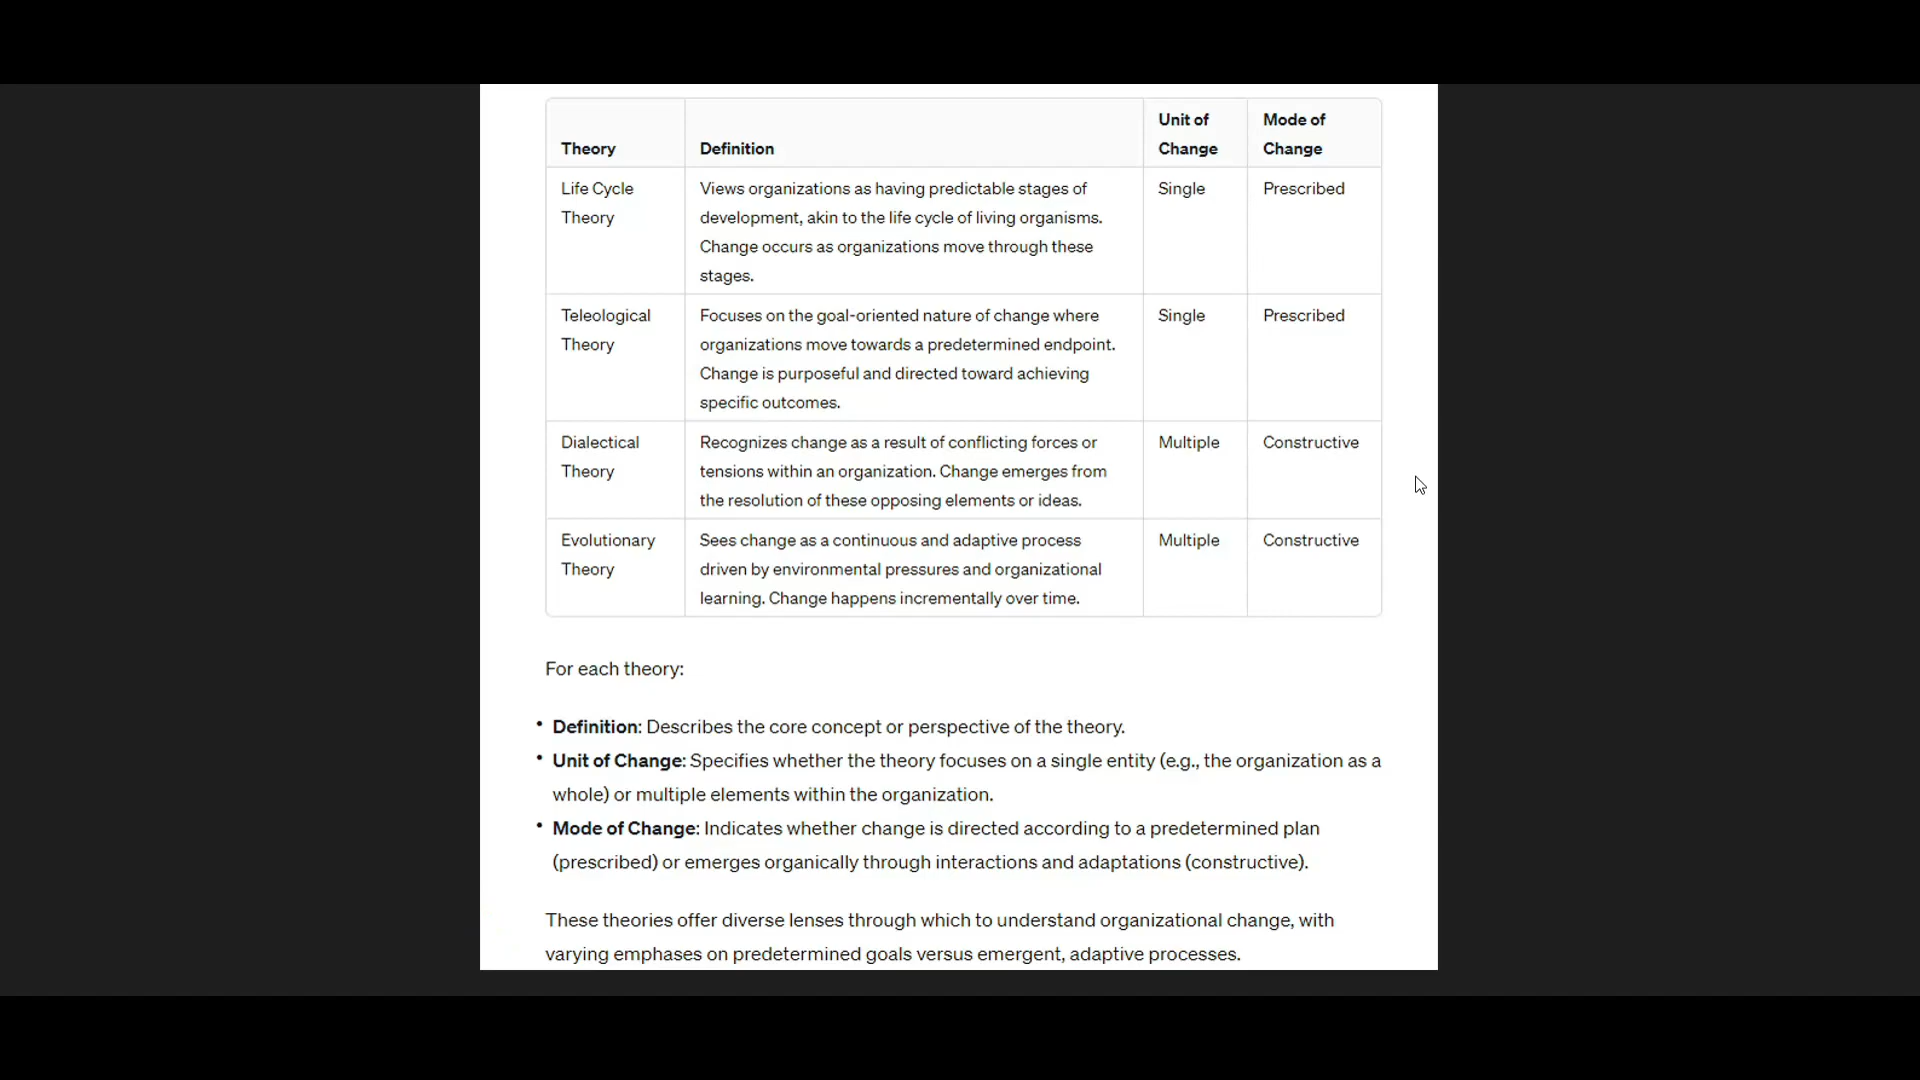 Theory
Definition
Unit of
Change
Mode of
Change
Life Cycle
Theory
Views organizations as having predictable stages of
development, akin to the life cycle of living organisms.
Change occurs as organizations move through these
stages.
Single
Prescribed
Teleological
Theory
Focuses on the goal-oriented nature of change where
organizations move towards a predetermined endpoint.
Change is purposeful and directed toward achieving
specific outcomes.
Single
Prescribed
Dialectical
Theory
Recognizes change as a result of conflicting forces or
tensions within an organization. Change emerges from
the resolution of these opposing elements or ideas.
Multiple
Constructive
Evolutionary
Theory
Sees change as a continuous and adaptive process
driven by environmental pressures and organizational
learning. Change happens incrementally over time.
Multiple
Constructive
For each theory:
• Definition: Describes the core concept or perspective of the theory.
• Unit of Change: Specifies whether the theory focuses on a single entity (e.g., the organization as a
whole) or multiple elements within the organization.
• Mode of Change: Indicates whether change is directed according to a predetermined plan
(prescribed) or emerges organically through interactions and adaptations (constructive).
These theories offer diverse lenses through which to understand organizational change, with
varying emphases on predetermined goals versus emergent, adaptive processes.